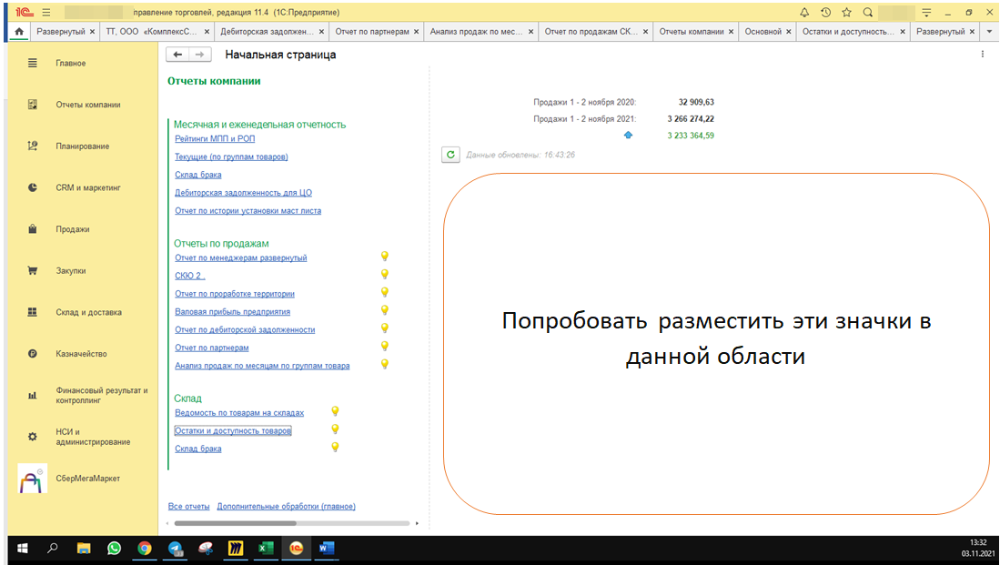 правление торговлей, редакция 11.4 (1С:Предприятие)
Развернутый × ТТ, ООО «КомплексС... × Дебиторская задолжен... × Отчет по партнерам × Анализ продаж по мес... × Отчет по продажам СК... × Отчеты компании × Основной × Остатки и доступность... × Развернутый ×
Начальная страница
Главное
Отчеты компании
Планирование
CRM и маркетинг
Продажи
Закупки
Склад и доставка
Казначейство
Финансовый результат и
контроллинг
НСИ и
администрирование
СберМегаМаркет
Отчеты компании
Месячная и еженедельная отчетность
Рейтинги МПП и РОП
Текущие (по группам товаров)
Склад брака
Дебиторская задолженность для ЦО
Отчет по истории установки маст листа
Отчеты по продажам
Отчет по менеджерам развернутый
СКЮ 2 .
Отчет по проработке территории
Валовая прибыль предприятия
Отчет по дебиторской задолженности
Отчет по партнерам
Анализ продаж по месяцам по группам товара
Склад
Ведомость по товарам на складах
Остатки и доступность товаров
Склад брака
Все отчеты Дополнительные обработки (главное)
Продажи 1 - 2 ноября 2020: 32 909,63
Продажи 1 - 2 ноября 2021: 3 266 274,22
3 233 364,59
Данные обновлены: 16:43:26
Попробовать разместить эти значки в
данной области
13:32
03.11.2021